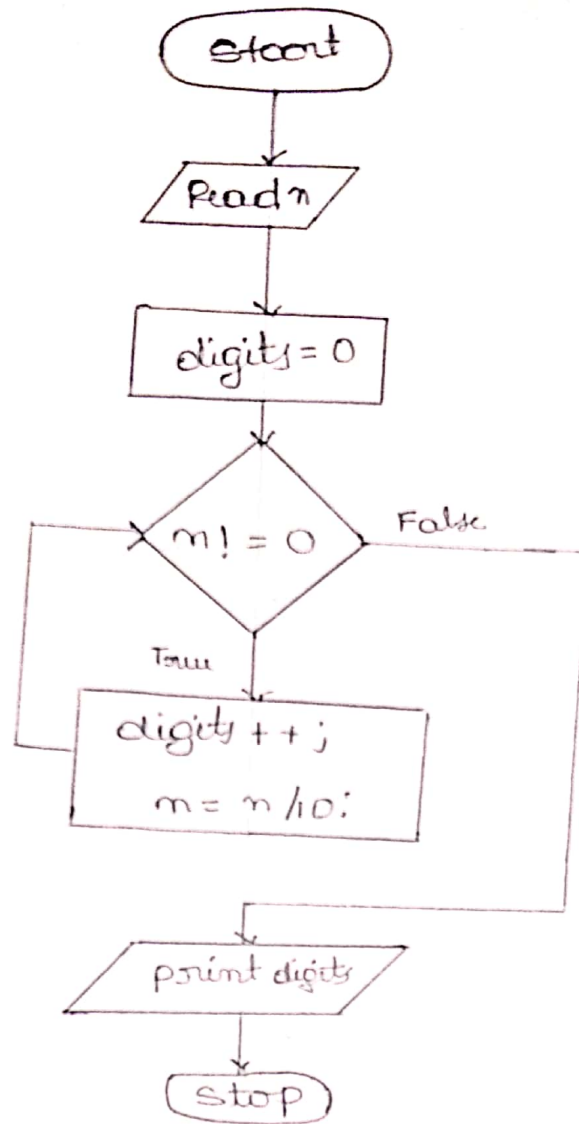 Start
Read n
digits = 0
n! = 0
False
True
digits ++;
n = n/10;
print digits
stop